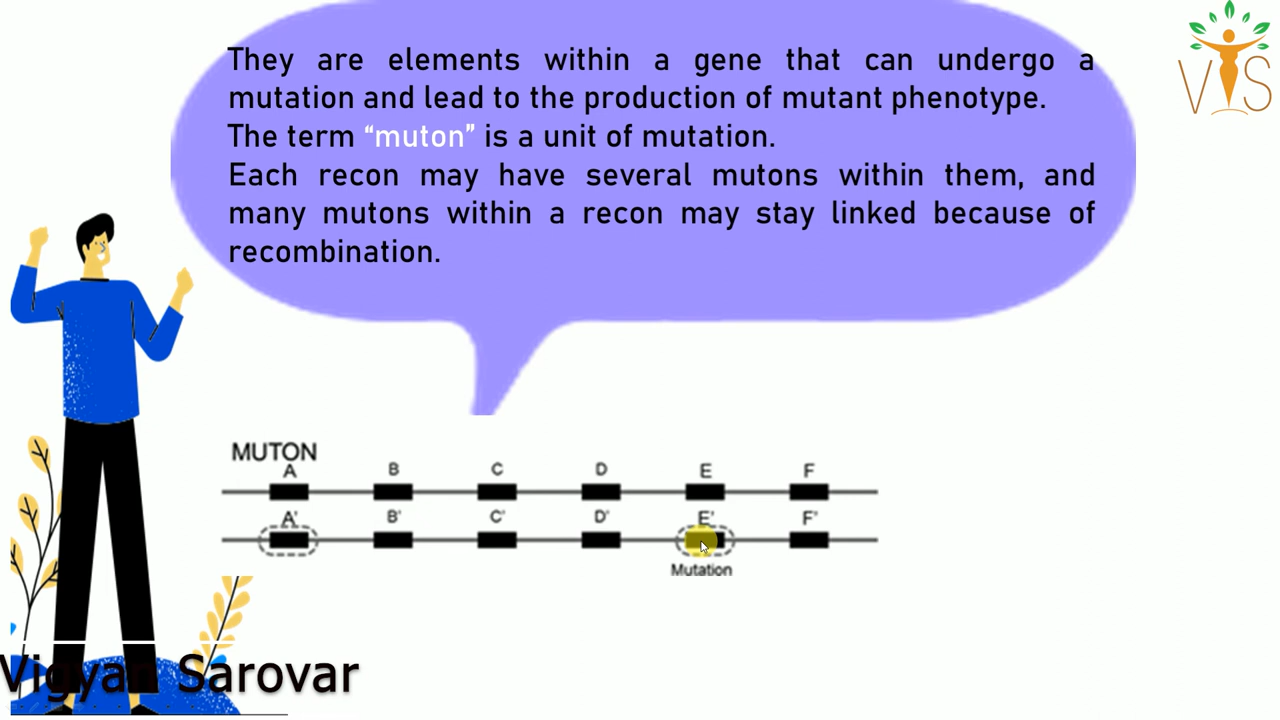 They are elements within a gene that can undergo a
mutation and lead to the production of mutant phenotype.
The term “muton” is a unit of mutation.
Each recon may have several mutons within them, and
many mutons within a recon may stay linked because of
recombination.
VIS
MUTON
A B C D E F
A' B' C' D' E' F'
Mutation
Vigyan Sarovar